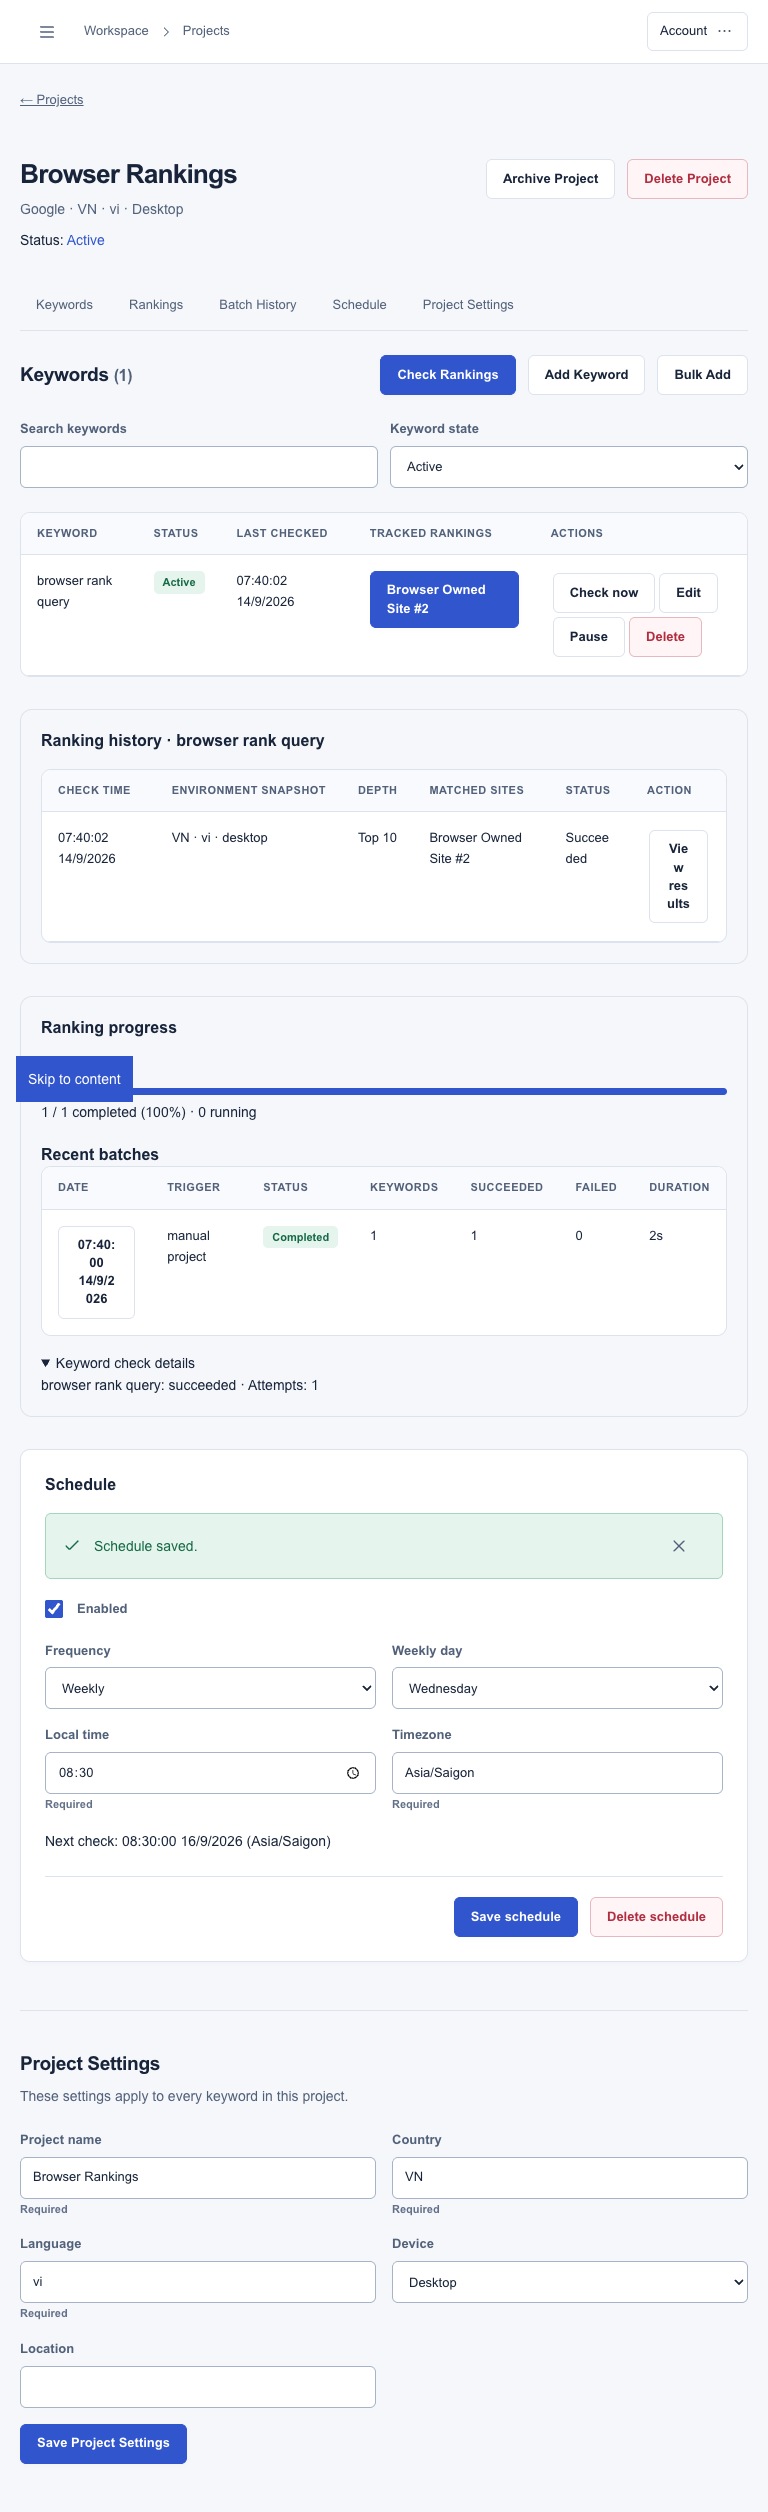 Workspace
Projects
Account ···
← Projects
Browser Rankings
Archive Project
Delete Project
Google · VN · vi · Desktop
Status: Active
Keywords
Rankings
Batch History
Schedule
Project Settings
Keywords (1)
Check Rankings
Add Keyword
Bulk Add
Search keywords
Keyword state
Active
KEYWORD
STATUS
LAST CHECKED
TRACKED RANKINGS
ACTIONS
browser rank
query
Active
07:40:02
14/9/2026
Browser Owned
Site #2
Check now
Edit
Pause
Delete
Ranking history · browser rank query
CHECK TIME
ENVIRONMENT SNAPSHOT
DEPTH
MATCHED SITES
STATUS
ACTION
07:40:02
14/9/2026
VN · vi · desktop
Top 10
Browser Owned
Site #2
Succee
ded
Vie
w
res
ults
Ranking progress
Skip to content
1 / 1 completed (100%) · 0 running
Recent batches
DATE
TRIGGER
STATUS
KEYWORDS
SUCCEEDED
FAILED
DURATION
07:40:
00
14/9/2
026
manual
project
Completed
1
1
0
2s
▼ Keyword check details
browser rank query: succeeded · Attempts: 1
Schedule
Schedule saved.
Enabled
Frequency
Weekly day
Weekly
Wednesday
Local time
Timezone
08:30
Asia/Saigon
Required
Required
Next check: 08:30:00 16/9/2026 (Asia/Saigon)
Save schedule
Delete schedule
Project Settings
These settings apply to every keyword in this project.
Project name
Country
Browser Rankings
VN
Required
Required
Language
Device
vi
Desktop
Required
Location
Save Project Settings